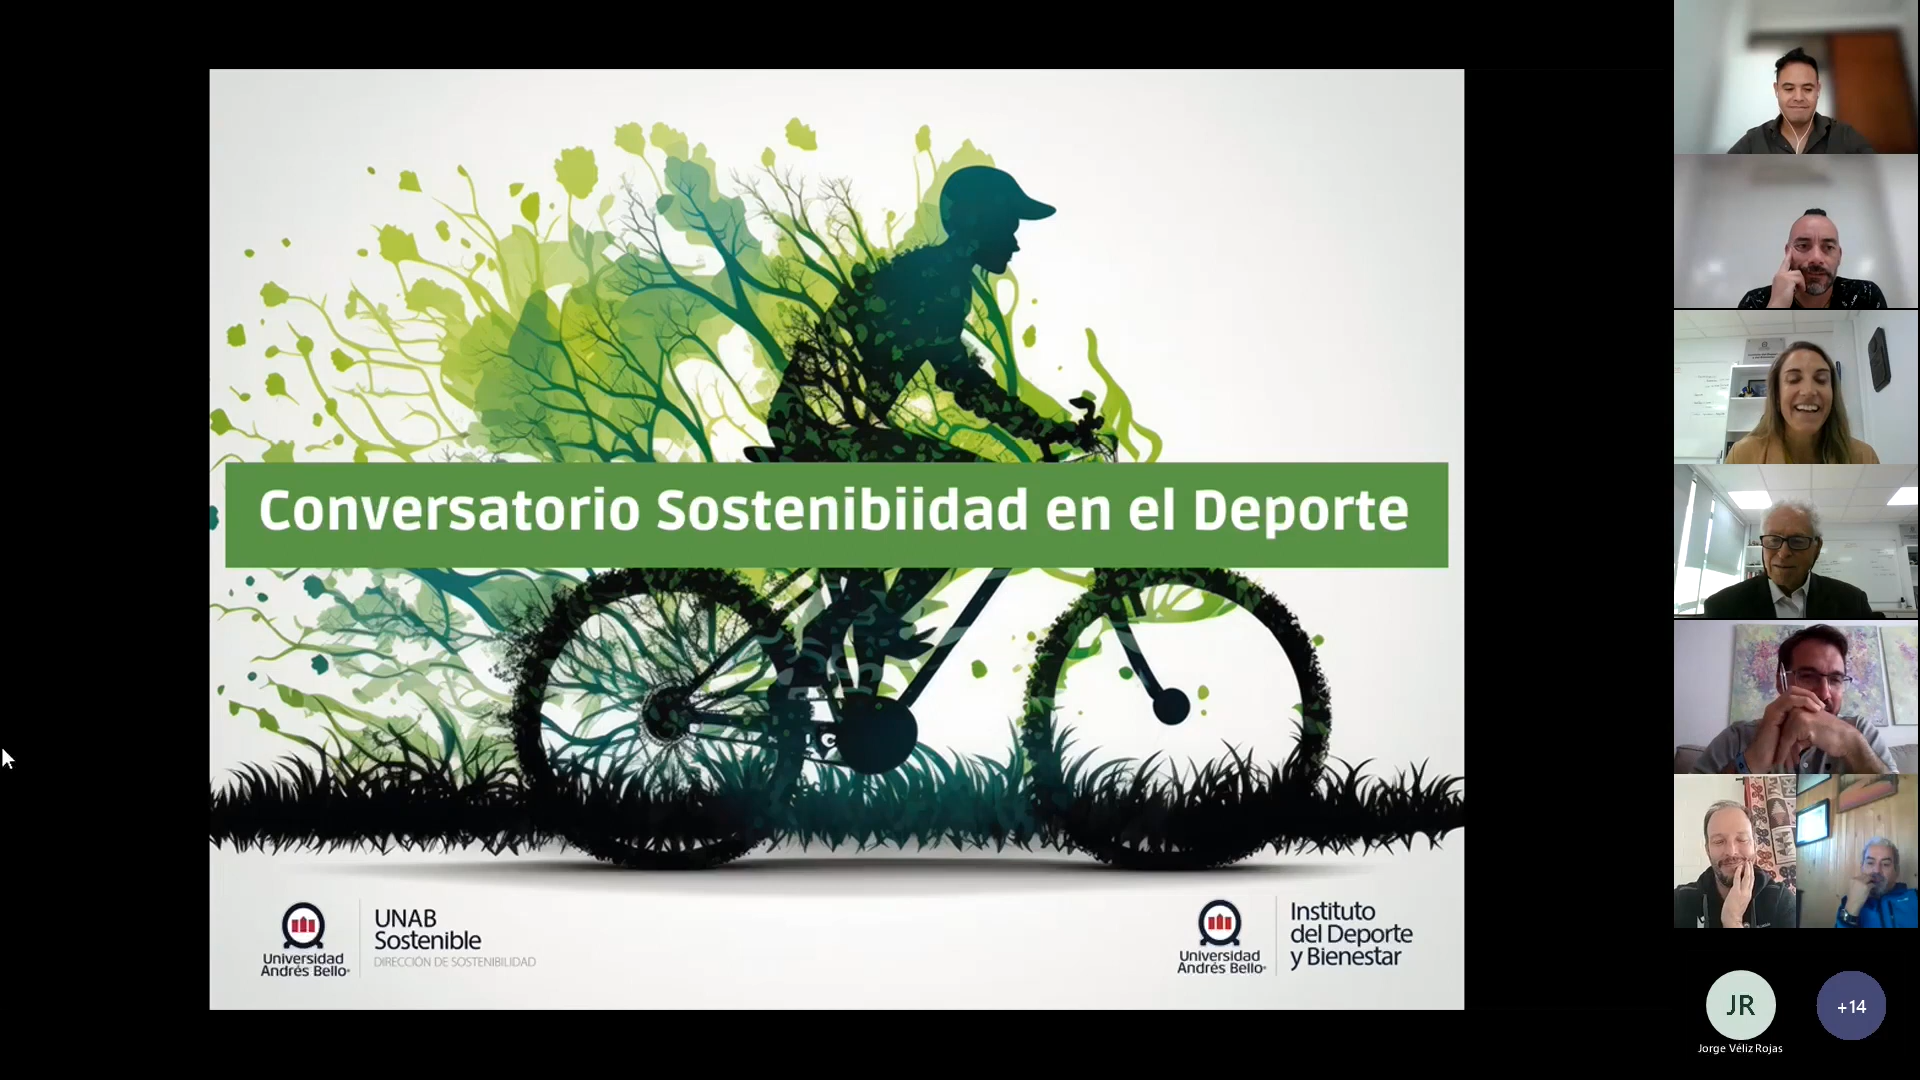 Conversatorio Sostenibiidad en el Deporte
Universidad
Andrés Bello
UNAB
Sostenible
DIRECCIÓN DE SOSTENIBILIDAD
Universidad
Andrés Bello
Instituto
del Deporte
y Bienestar
JR
Jorge Véliz Rojas
+14